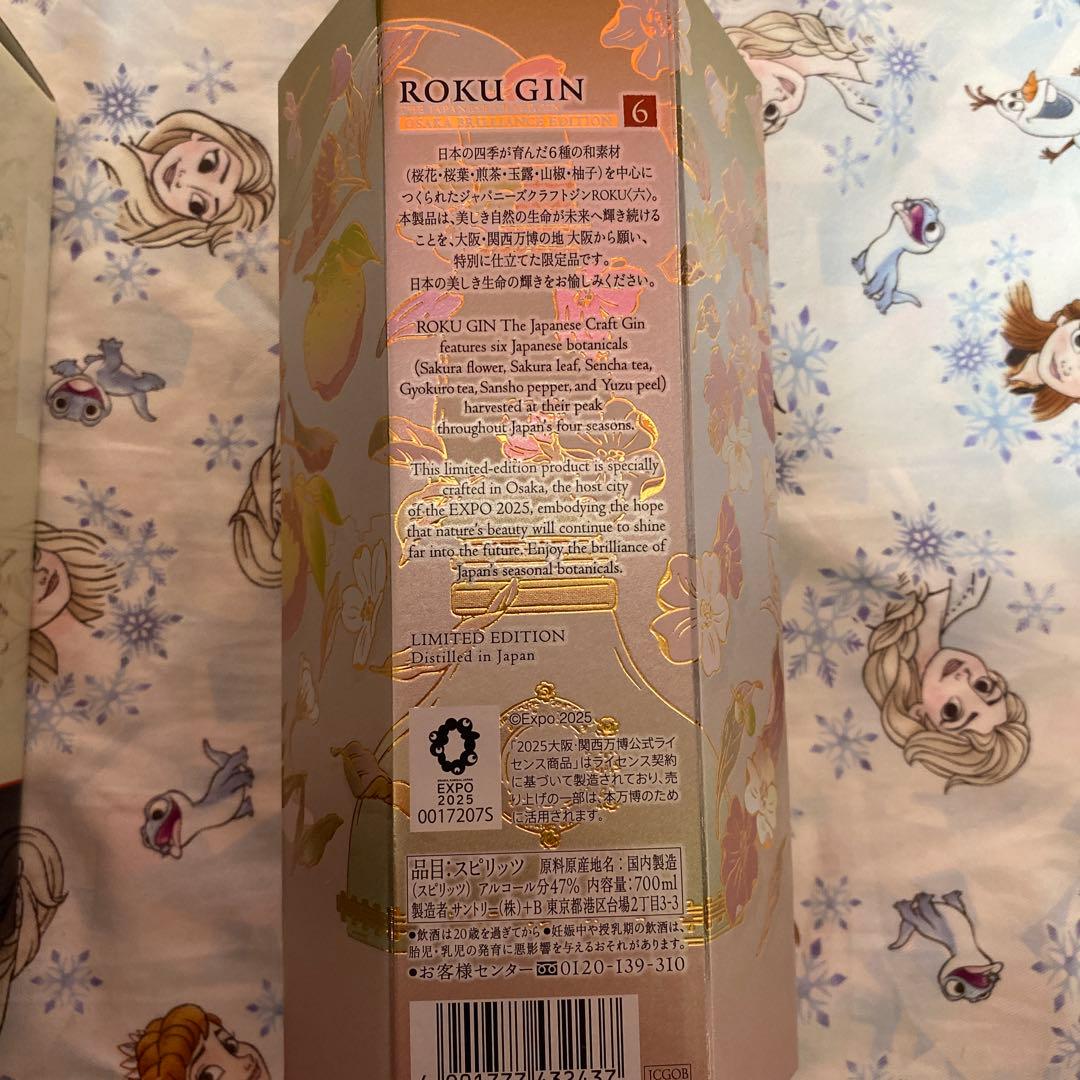 ROKU GIN
OSAKA BRILLIANCE EDITION
6
日本の四季が育んだ6種の和素材
(桜花・桜葉・煎茶・玉露・山椒・柚子)を中心に
つくられたジャパニーズクラフトジンROKU〈六〉。
本製品は、美しき自然の生命が未来へ輝き続ける
ことを、大阪・関西万博の地 大阪から願い、
特別に仕立てた限定品です。
日本の美しき生命の輝きをお愉しみください。
ROKU GIN The Japanese Craft Gin
features six Japanese botanicals
(Sakura flower, Sakura leaf, Sencha tea,
Gyokuro tea, Sansho pepper, and Yuzu peel)
harvested at their peak
throughout Japan's four seasons.
This limited-edition product is specially
crafted in Osaka, the host city
of the EXPO 2025, embodying the hope
that nature's beauty will continue to shine
far into the future. Enjoy the brilliance of
Japan's seasonal botanicals.
LIMITED EDITION
Distilled in Japan
©Expo 2025
「2025大阪・関西万博公式ライ
センス商品」はライセンス契約
に基づいて製造されており、売
り上げの一部は、本万博のため
に活用されます。
OSAKA, KANSAI, JAPAN
EXPO
2025
0017207S
品目:スピリッツ 原料原産地名:国内製造
(スピリッツ) アルコール分47% 内容量:700ml
製造者 サントリー(株)+B 東京都港区台場2丁目3-3
●飲酒は20歳を過ぎてから ●妊娠中や授乳期の飲酒は、
胎児・乳児の発育に悪影響を与えるおそれがあります。
●お客様センター 0120-139-310
4 901777 432437
JCGOB